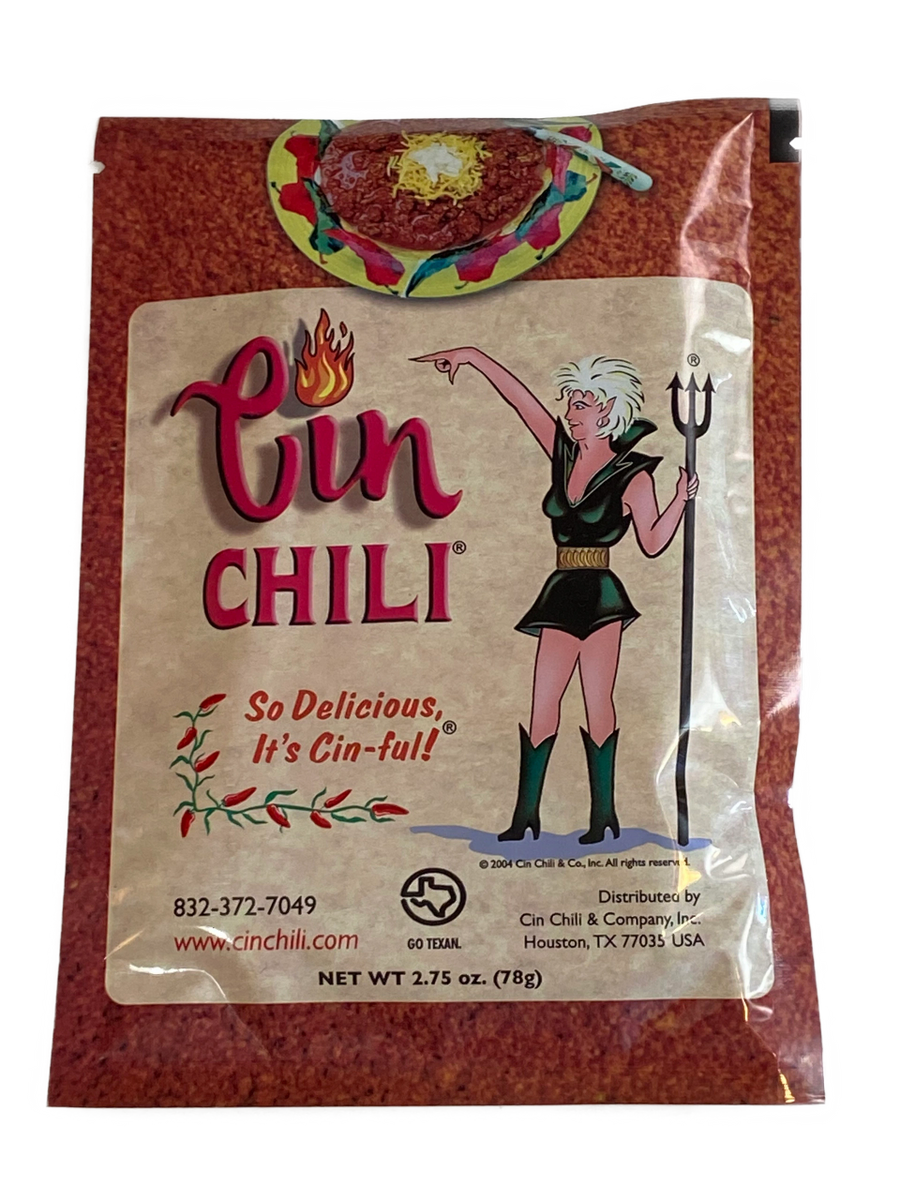 Cin
CHILI®
®
So Delicious,
It's Cin-ful!®
© 2004 Cin Chili & Co., Inc. All rights reserved.
832-372-7049
www.cinchili.com
GO TEXAN.
Distributed by
Cin Chili & Company, Inc.
Houston, TX 77035 USA
NET WT 2.75 oz. (78g)